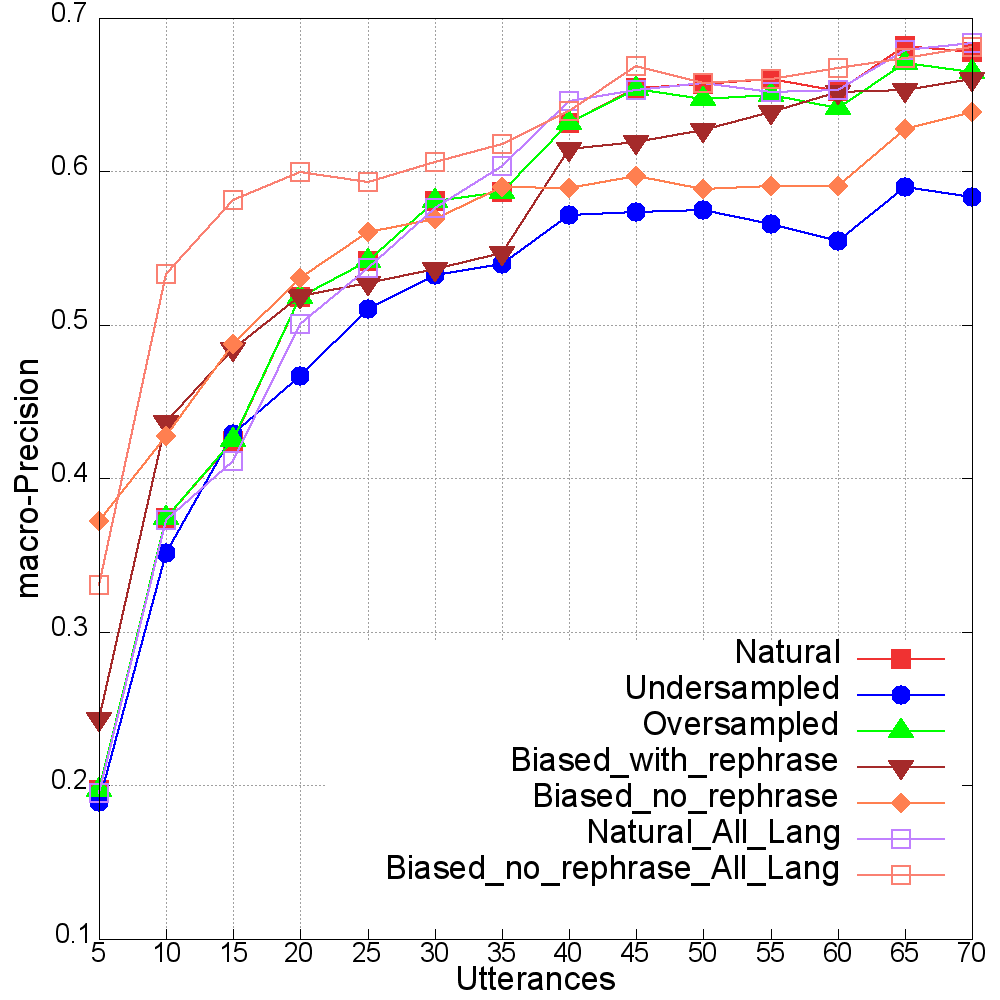 0.7
0.6
0.5
0.4
0.3
0.2
0.1
macro-Precision
Natural
Undersampled
Oversampled
Biased_with_rephrase
Biased_no_rephrase
Natural_All_Lang
Biased_no_rephrase_All_Lang
5 10 15 20 25 30 35 40 45 50 55 60 65 70
Utterances